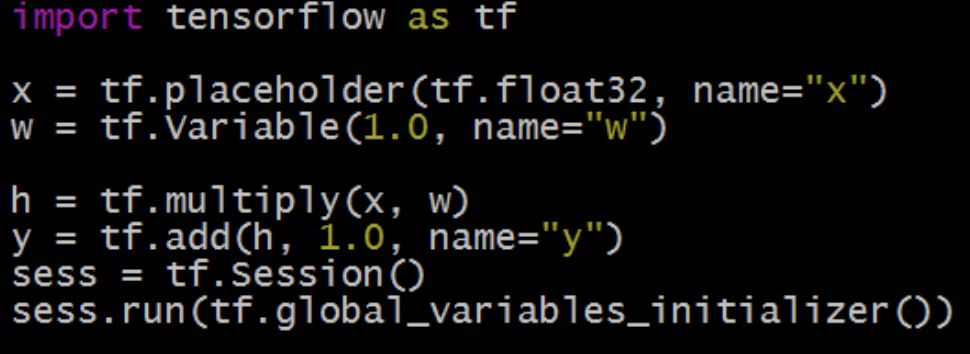 import tensorflow as tf
x = tf.placeholder(tf.float32, name="x")
w = tf.Variable(1.0, name="w")
h = tf.multiply(x, w)
y = tf.add(h, 1.0, name="y")
sess = tf.Session()
sess.run(tf.global_variables_initializer())